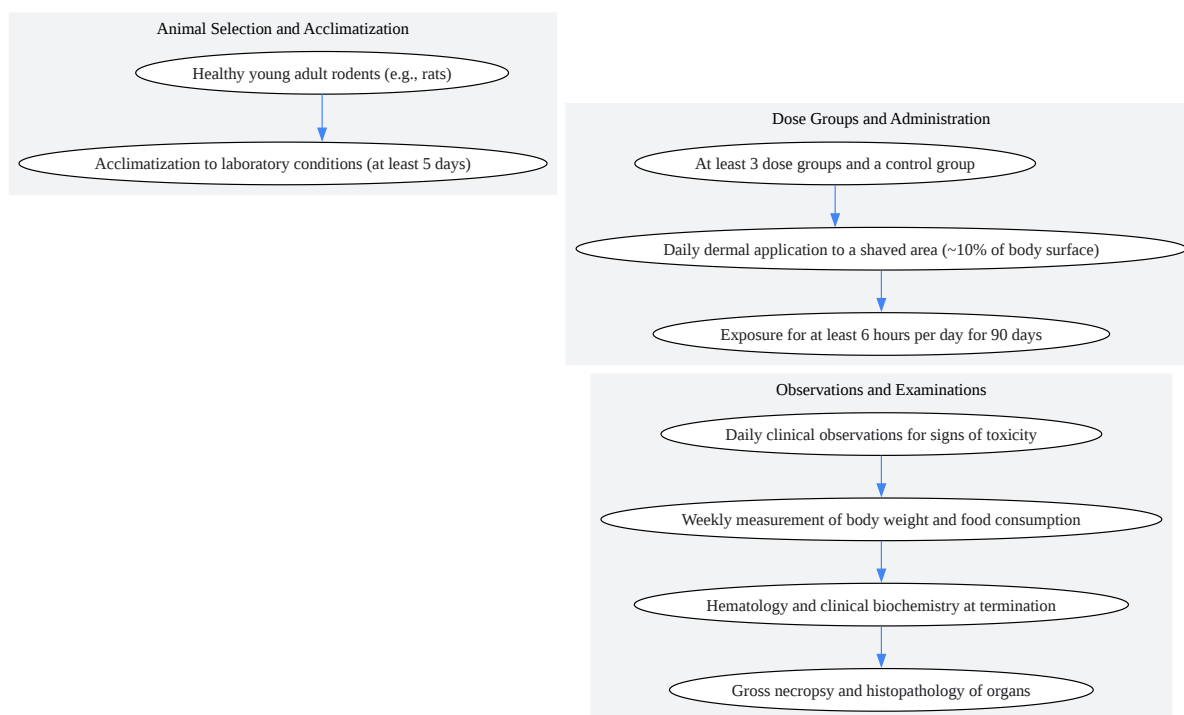 Animal Selection and Acclimatization
Healthy young adult rodents (e.g., rats)
Acclimatization to laboratory conditions (at least 5 days)
Dose Groups and Administration
At least 3 dose groups and a control group
Daily dermal application to a shaved area (~10% of body surface)
Exposure for at least 6 hours per day for 90 days
Observations and Examinations
Daily clinical observations for signs of toxicity
Weekly measurement of body weight and food consumption
Hematology and clinical biochemistry at termination
Gross necropsy and histopathology of organs